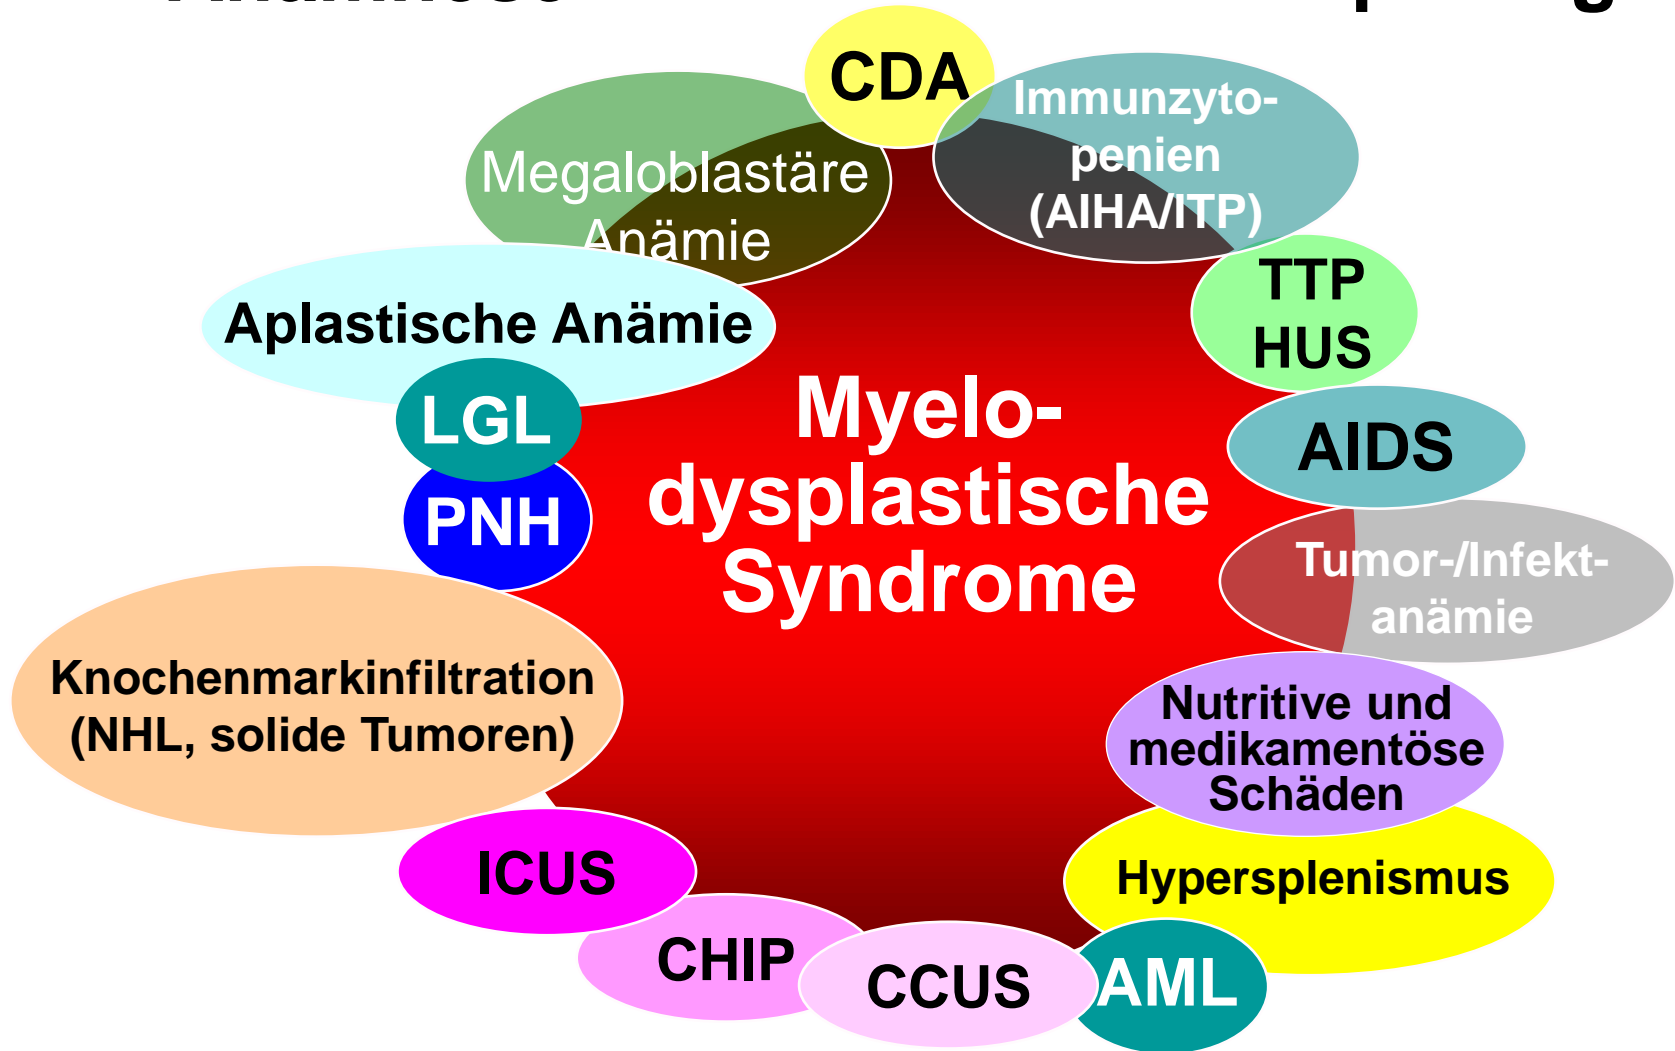 CDA
Immunzyto-
penien
(AIHA/ITP)
Megaloblastäre
Anämie
TTP
HUS
Aplastische Anämie
LGL
Myelo-
dysplastische
Syndrome
AIDS
PNH
Tumor-/Infekt-
anämie
Knochenmarkinfiltration
(NHL, solide Tumoren)
Nutritive und
medikamentöse
Schäden
ICUS
Hypersplenismus
CHIP
CCUS
AML